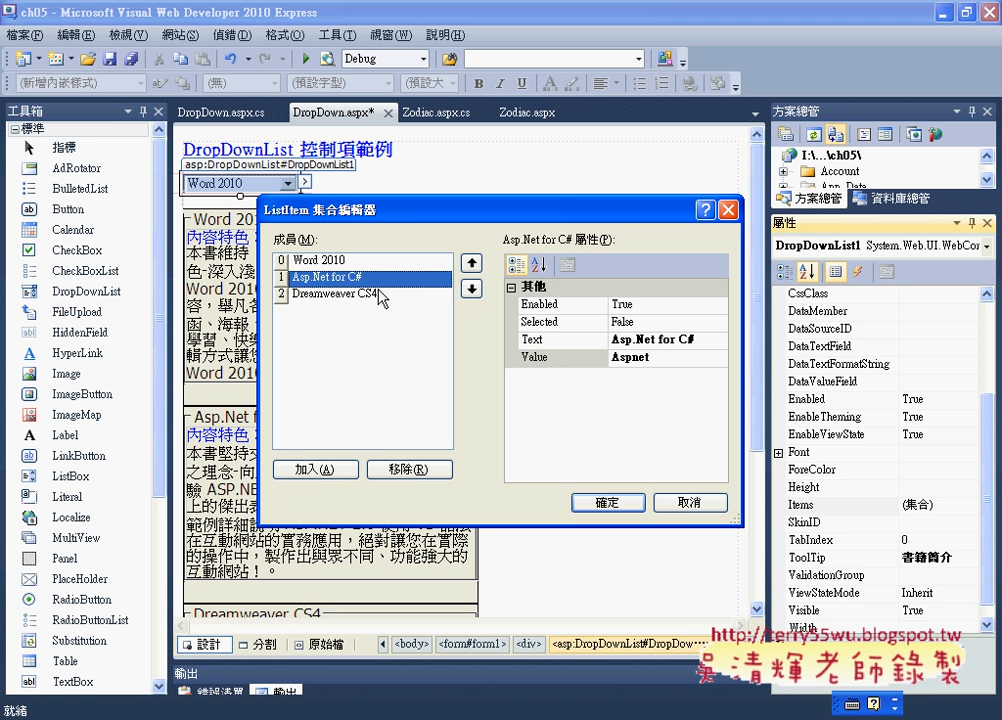 ch05 - Microsoft Visual Web Developer 2010 Express
檔案(F) 編輯(E) 檢視(V) 網站(S) 偵錯(D) 格式(O) 工具(T) 視窗(W) 說明(H)
Debug
(新增內嵌樣式) (無) (預設字型) (預設大 B I U A
工具箱
標準
指標
AdRotator
BulletedList
Button
Calendar
CheckBox
CheckBoxList
DropDownList
FileUpload
HiddenField
HyperLink
Image
ImageButton
ImageMap
Label
LinkButton
ListBox
Literal
Localize
MultiView
Panel
PlaceHolder
RadioButton
RadioButtonList
Substitution
Table
TextBox
DropDown.aspx.cs DropDown.aspx* Zodiac.aspx.cs Zodiac.aspx
DropDownList 控制項範例
asp:DropDownList#DropDownList1
Word 2010
Word 20
內容特色
本書維持
色-深入淺
Word 201
容，舉凡各
函、海報
學習、快樂
輯方式讓您
Word 201
Asp.Net f
內容特色：
本書堅持
之理念-向
驗 ASP.NE
上的傑出表
在互動網站的實務應用，絕對讓您在實際
的操作中，製作出與眾不同、功能強大的
互動網站！。
Dreamweaver CS4
ListItem 集合編輯器
成員(M):
0 Word 2010
1 Asp.Net for C#
2 Dreamweaver CS4
加入(A) 移除(R)
Asp.Net for C# 屬性(P):
其他
Enabled True
Selected False
Text Asp.Net for C#
Value Aspnet
確定 取消
設計 分割 原始檔 <body> <form#form1> <div> <asp:DropDownList#DropDow
輸出
錯誤清單 輸出
就緒
方案總管
I:\...\ch05\
Account
App_Data
方案總管 資料庫總管
屬性
DropDownList1 System.Web.UI.WebCor
CssClass
DataMember
DataSourceID
DataTextField
DataTextFormatString
DataValueField
Enabled True
EnableTheming True
EnableViewState True
Font
ForeColor
Height
Items (集合)
SkinID
TabIndex 0
ToolTip 書籍簡介
ValidationGroup
ViewStateMode Inherit
Visible True
Width
http://terry55wu.blogspot.tw
吳清輝老師錄製